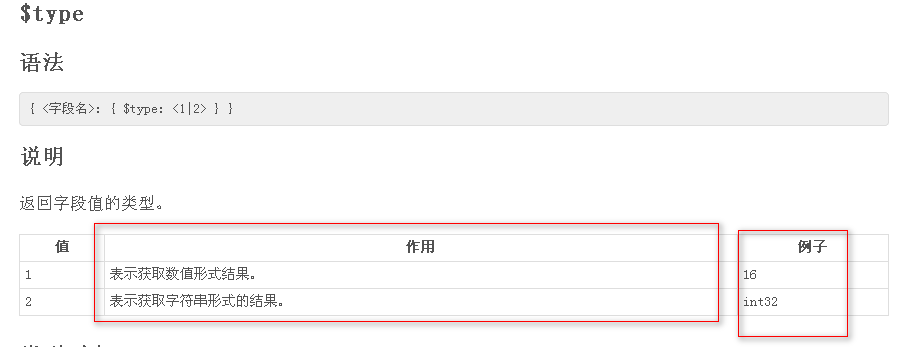 $type
语法
{ <字段名>: { $type: <1|2> } }
说明
返回字段值的类型。
值 作用 例子
1 表示获取数值形式结果。 16
2 表示获取字符串形式的结果。 int32